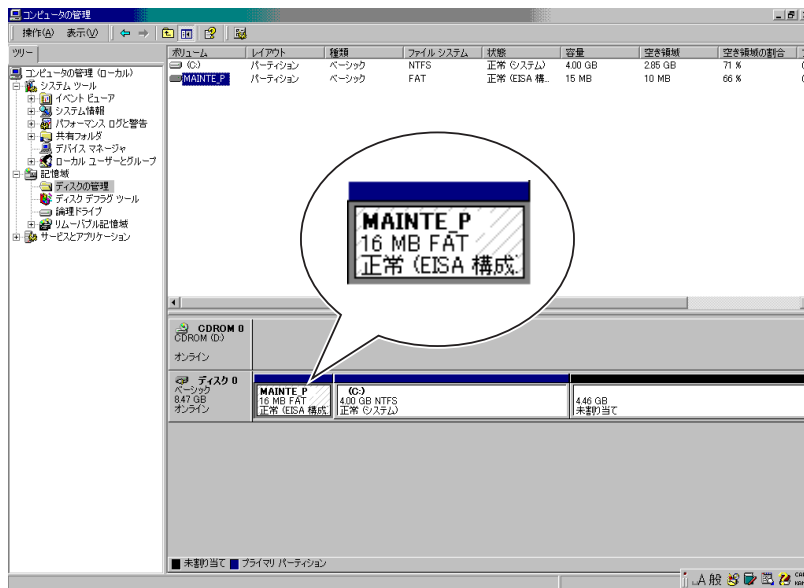 コンピュータの管理
操作(A) 表示(V)
ツリー
コンピュータの管理 (ローカル)
システム ツール
イベント ビューア
システム情報
パフォーマンス ログと警告
共有フォルダ
デバイス マネージャ
ローカル ユーザーとグループ
記憶域
ディスクの管理
ディスク デフラグ ツール
論理ドライブ
リムーバブル記憶域
サービスとアプリケーション
ボリューム レイアウト 種類 ファイル システム 状態 容量 空き領域 空き領域の割合
(C:) パーティション ベーシック NTFS 正常 (システム) 4.00 GB 2.85 GB 71 %
MAINTE_P パーティション ベーシック FAT 正常 (EISA 構... 15 MB 10 MB 66 %
MAINTE_P
16 MB FAT
正常 (EISA 構成
CDROM 0
CDROM (D:)
オンライン
ディスク 0
ベーシック
8.47 GB
オンライン
MAINTE_P
16 MB FAT
正常 (EISA 構成
(C:)
4.00 GB NTFS
正常 (システム)
4.46 GB
未割り当て
未割り当て プライマリ パーティション
A 般